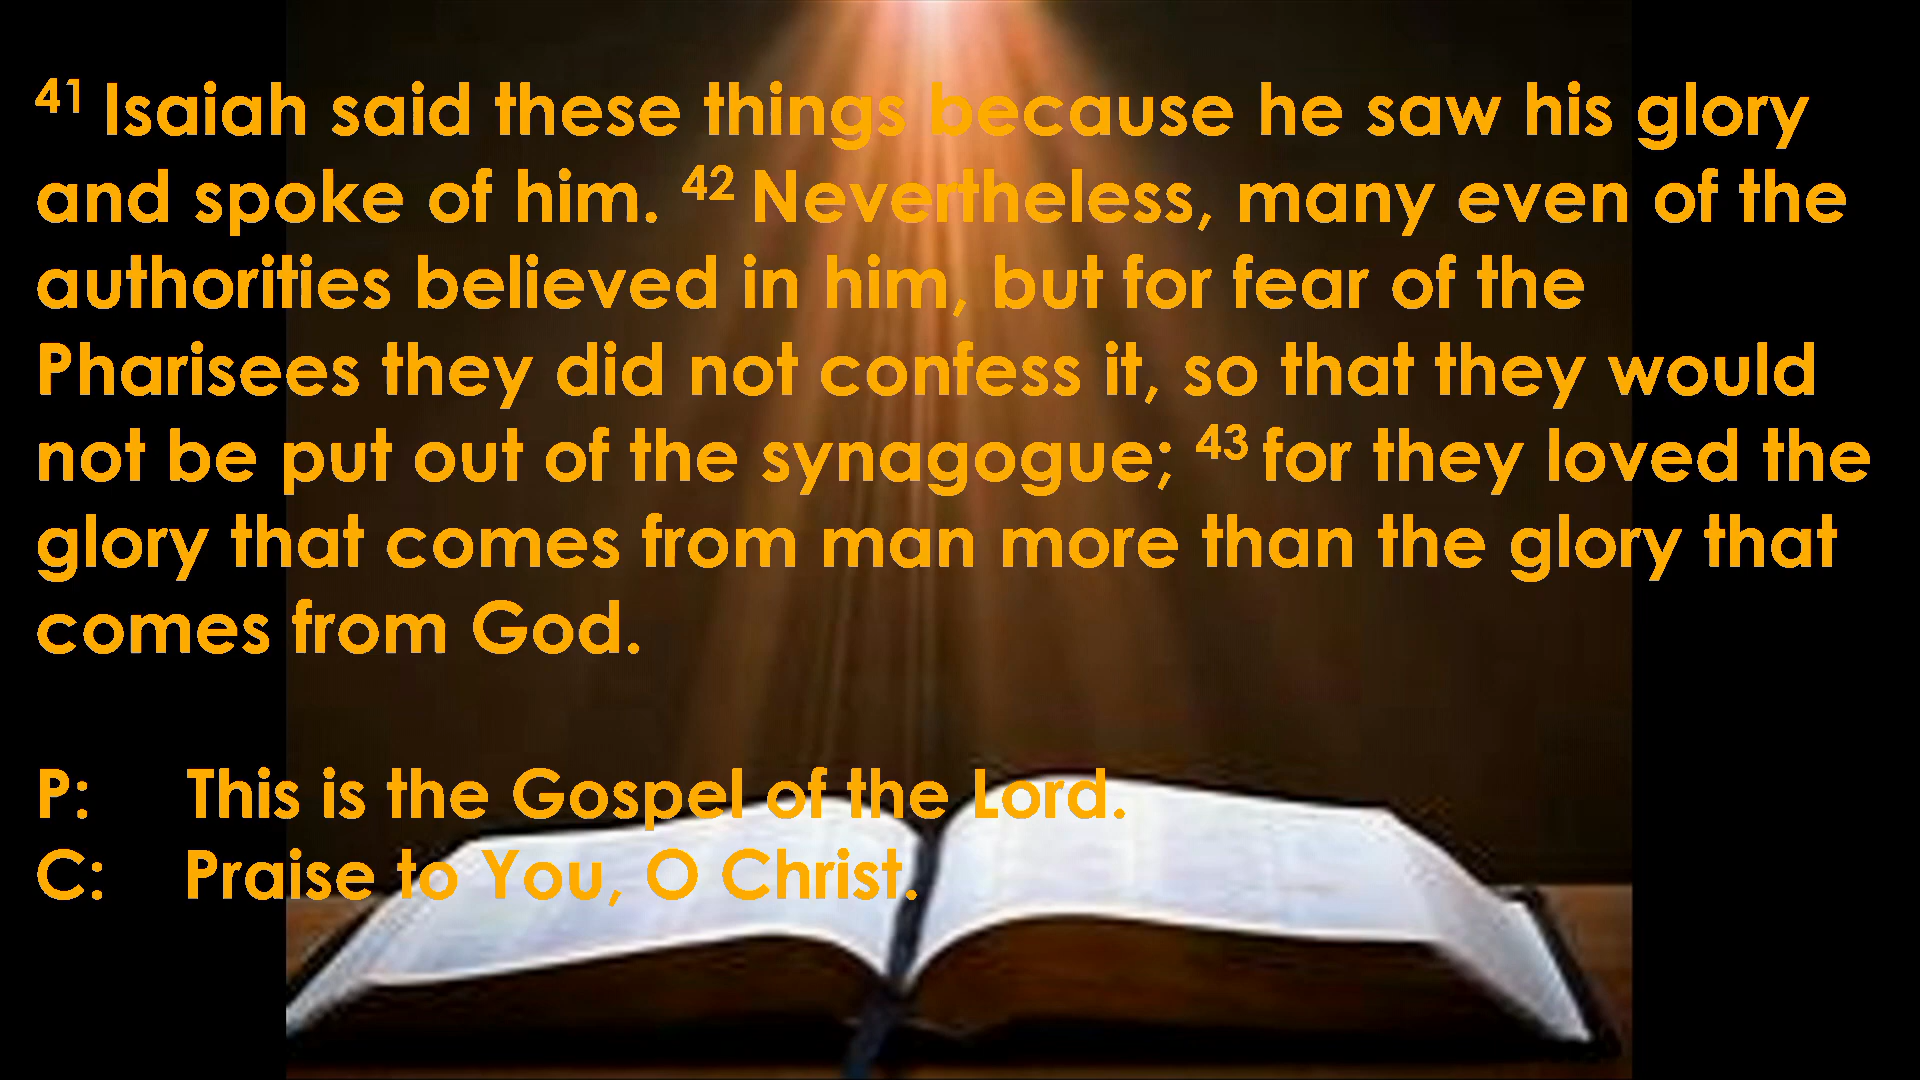 41 Isaiah said these things because he saw his glory
and spoke of him. 42 Nevertheless, many even of the
authorities believed in him, but for fear of the
Pharisees they did not confess it, so that they would
not be put out of the synagogue; 43 for they loved the
glory that comes from man more than the glory that
comes from God.
P: This is the Gospel of the Lord.
C: Praise to You, O Christ.